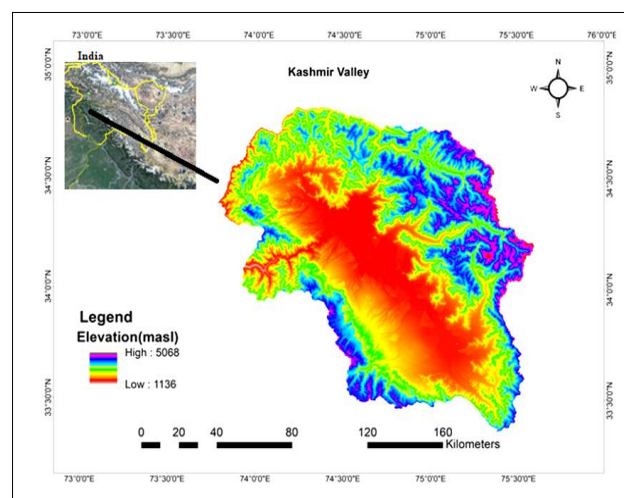 73°0'0"E 73°30'0"E 74°0'0"E 74°30'0"E 75°0'0"E 75°30'0"E 76°0'0"E
India
Kashmir Valley
N
W E
S
35°0'0"N 35°0'0"N
34°30'0"N 34°30'0"N
34°0'0"N 34°0'0"N
33°30'0"N 33°30'0"N
Legend
Elevation(masl)
High : 5068
Low : 1136
0 20 40 80 120 160
Kilometers
73°0'0"E 73°30'0"E 74°0'0"E 74°30'0"E 75°0'0"E 75°30'0"E